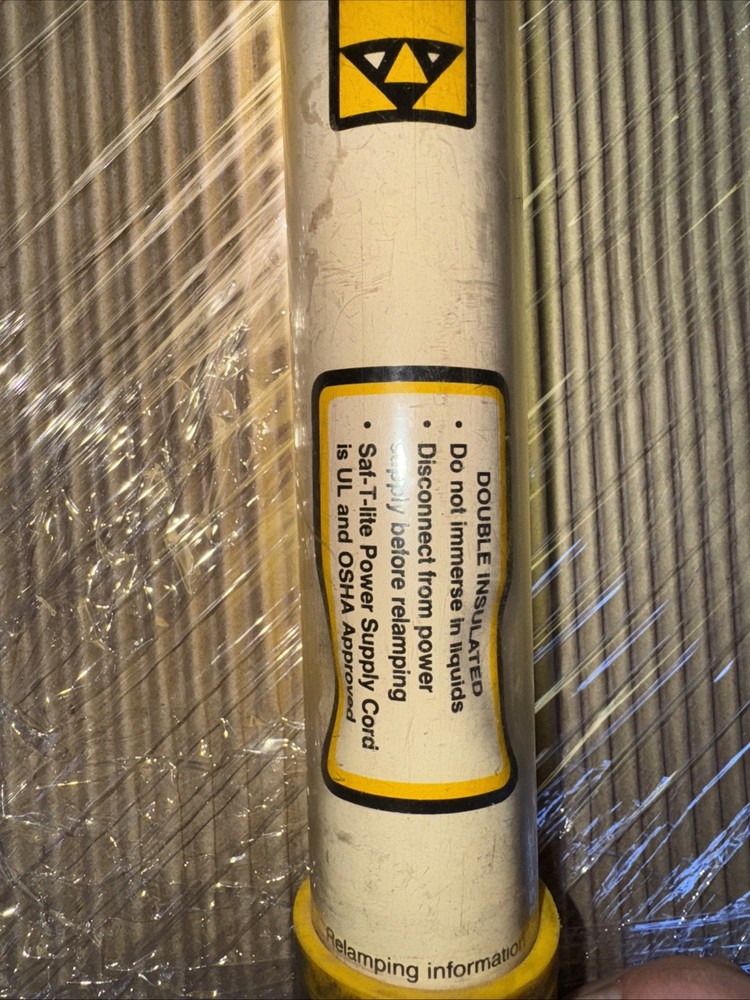 DOUBLE INSULATED
• Do not immerse in liquids
• Disconnect from power
supply before relamping
• Saf-T-lite Power Supply Cord
is UL and OSHA Approved
Relamping information